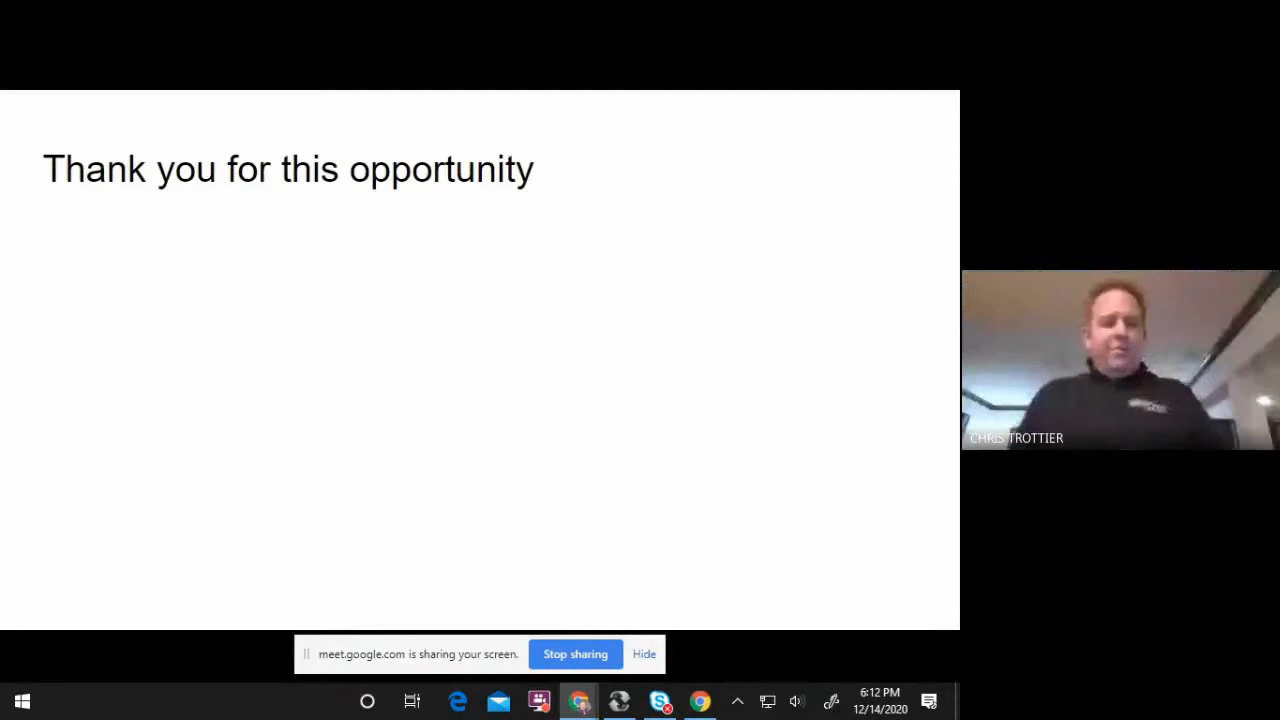 Thank you for this opportunity
CHRIS TROTTIER
meet.google.com is sharing your screen.
Stop sharing
Hide
6:12 PM
12/14/2020